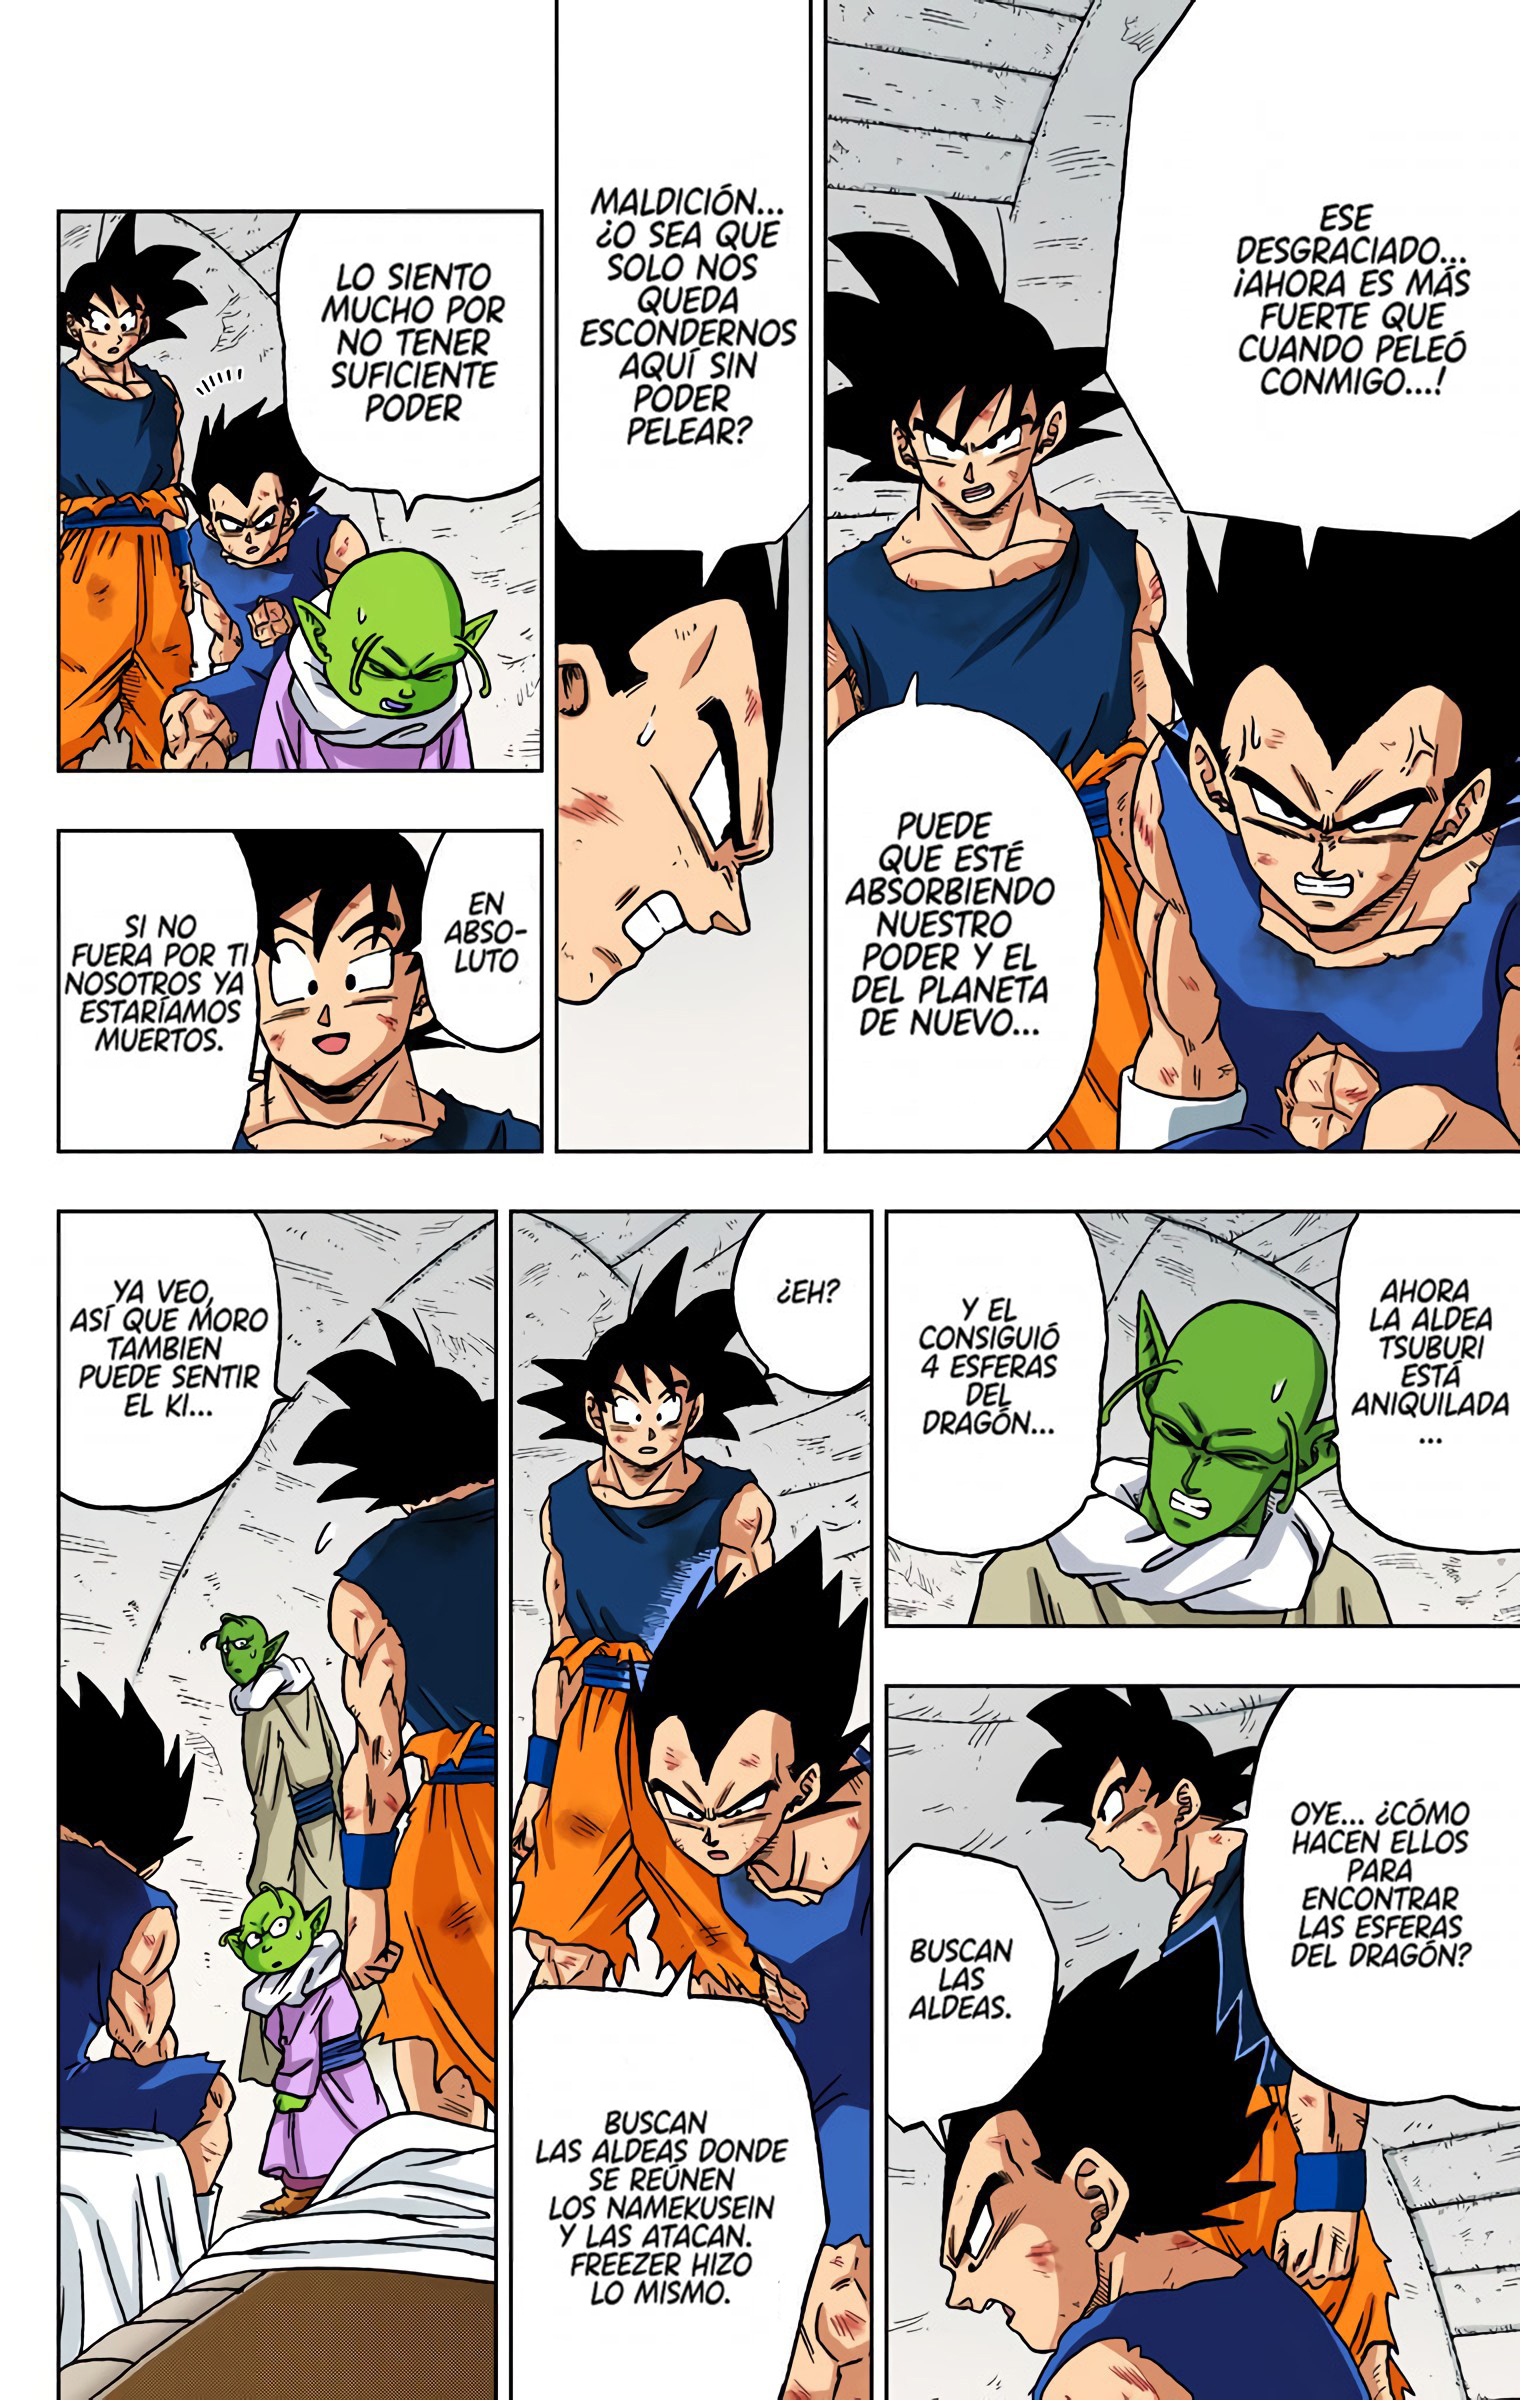 ESE
DESGRACIADO...
¡AHORA ES MÁS
FUERTE QUE
CUANDO PELEÓ
CONMIGO...!
PUEDE
QUE ESTÉ
ABSORBIENDO
NUESTRO
PODER Y EL
DEL PLANETA
DE NUEVO...
MALDICIÓN...
¿O SEA QUE
SOLO NOS
QUEDA
ESCONDERNOS
AQUÍ SIN
PODER
PELEAR?
LO SIENTO
MUCHO POR
NO TENER
SUFICIENTE
PODER
EN
ABSO-
LUTO
SI NO
FUERA POR TI
NOSOTROS YA
ESTARÍAMOS
MUERTOS.
AHORA
LA ALDEA
TSUBURI
ESTÁ
ANIQUILADA
...
Y EL
CONSIGUIÓ
4 ESFERAS
DEL
DRAGÓN...
OYE... ¿CÓMO
HACEN ELLOS
PARA
ENCONTRAR
LAS ESFERAS
DEL DRAGÓN?
BUSCAN
LAS
ALDEAS.
¿EH?
BUSCAN
LAS ALDEAS DONDE
SE REÚNEN
LOS NAMEKUSEIN
Y LAS ATACAN.
FREEZER HIZO
LO MISMO.
YA VEO,
ASÍ QUE MORO
TAMBIEN
PUEDE SENTIR
EL KI...